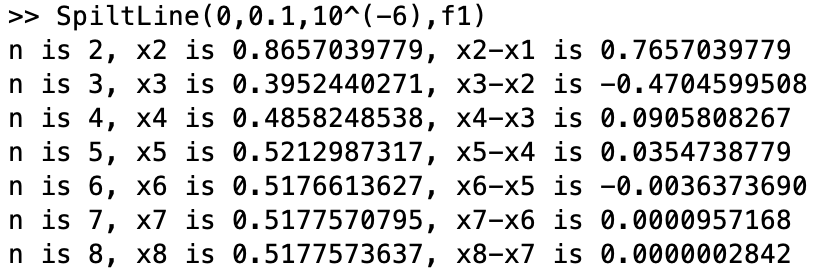 >> SpiltLine(0,0.1,10^(-6),f1)
n is 2, x2 is 0.8657039779, x2-x1 is 0.7657039779
n is 3, x3 is 0.3952440271, x3-x2 is -0.4704599508
n is 4, x4 is 0.4858248538, x4-x3 is 0.0905808267
n is 5, x5 is 0.5212987317, x5-x4 is 0.0354738779
n is 6, x6 is 0.5176613627, x6-x5 is -0.0036373690
n is 7, x7 is 0.5177570795, x7-x6 is 0.0000957168
n is 8, x8 is 0.5177573637, x8-x7 is 0.0000002842